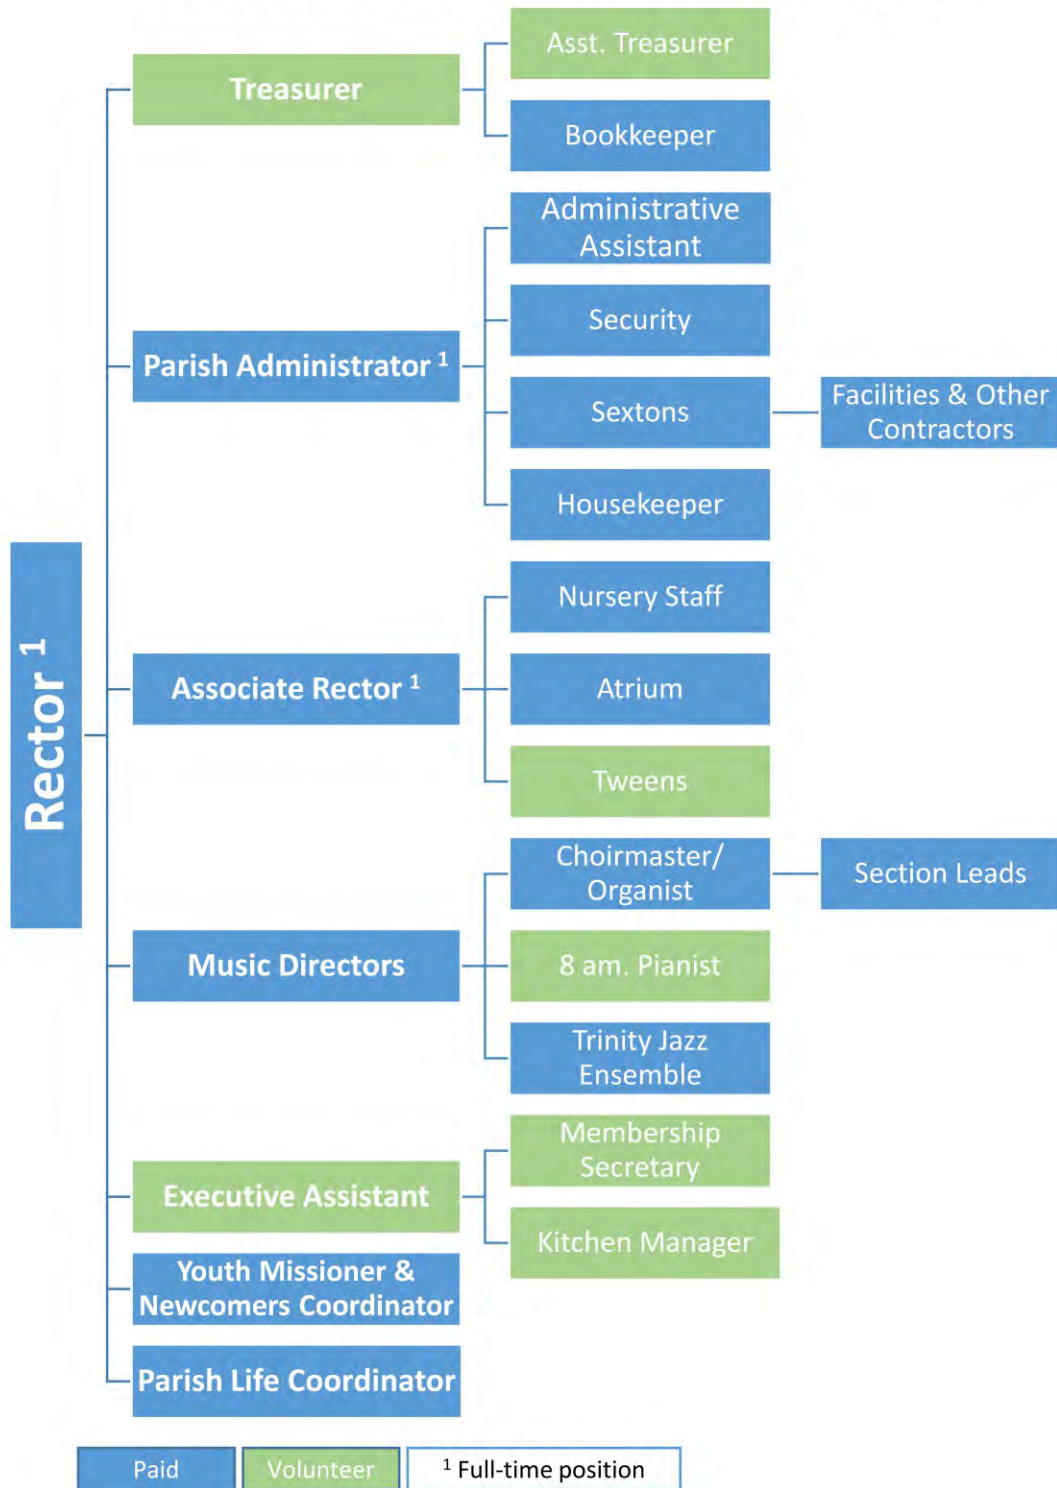 Rector ¹
Treasurer
Asst. Treasurer
Bookkeeper
Parish Administrator ¹
Administrative
Assistant
Security
Sextons
Facilities & Other
Contractors
Housekeeper
Associate Rector ¹
Nursery Staff
Atrium
Tweens
Music Directors
Choirmaster/
Organist
Section Leads
8 am. Pianist
Trinity Jazz
Ensemble
Executive Assistant
Membership
Secretary
Kitchen Manager
Youth Missioner &
Newcomers Coordinator
Parish Life Coordinator
Paid
Volunteer
¹ Full-time position